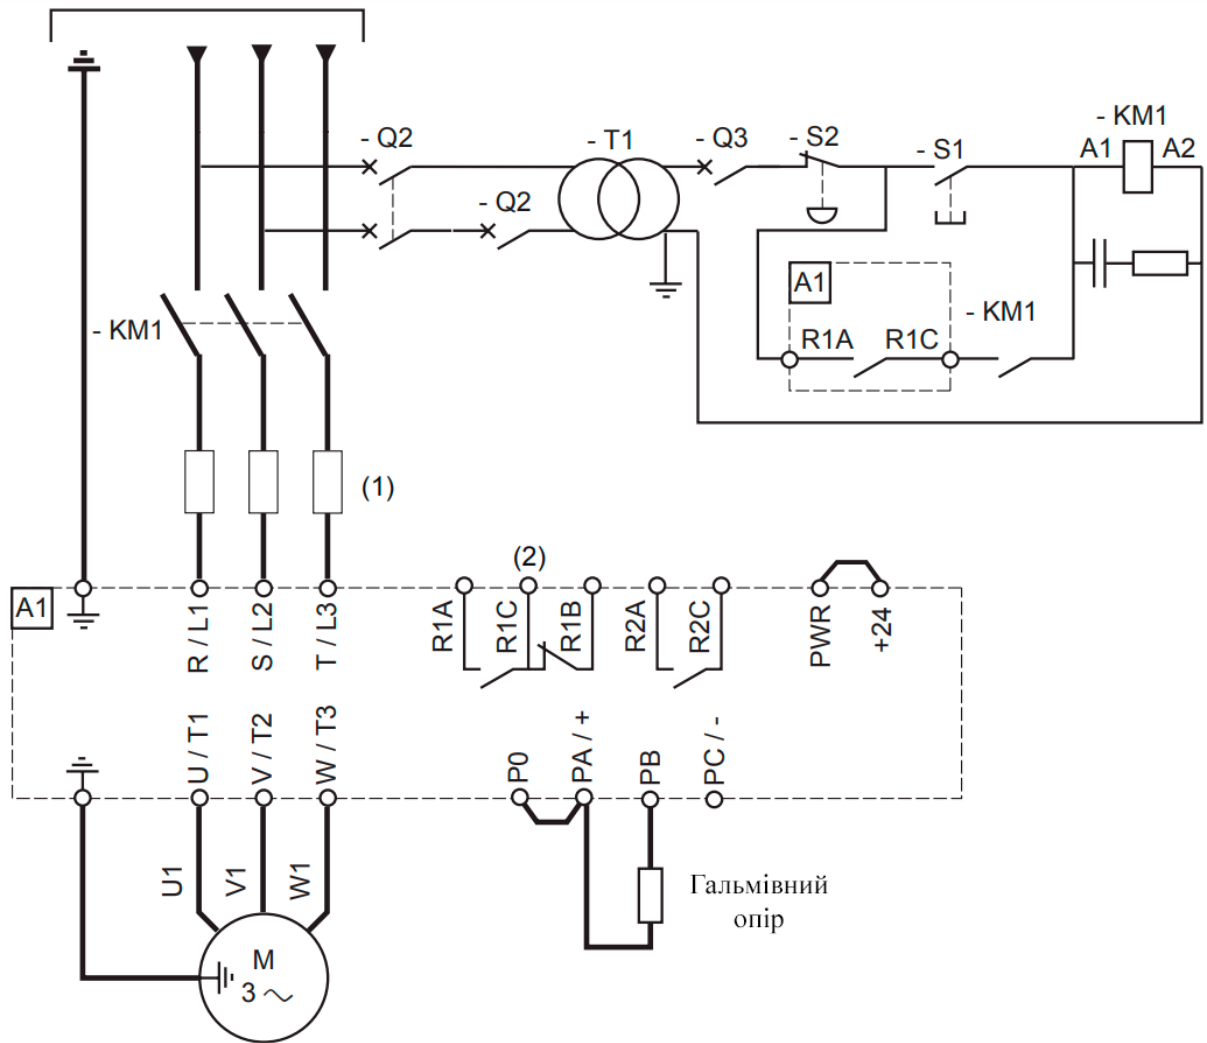 - KM1
- Q2
- T1
- Q3
- S2
- S1
A1
A2
- Q2
A1
- KM1
R1A
R1C
- KM1
(1)
(2)
A1
R / L1
S / L2
T / L3
R1A
R1C
R1B
R2A
R2C
PWR
+24
U / T1
V / T2
W / T3
P0
PA / +
PB
PC / -
U1
V1
W1
Гальмівний
опір
M
3 ~